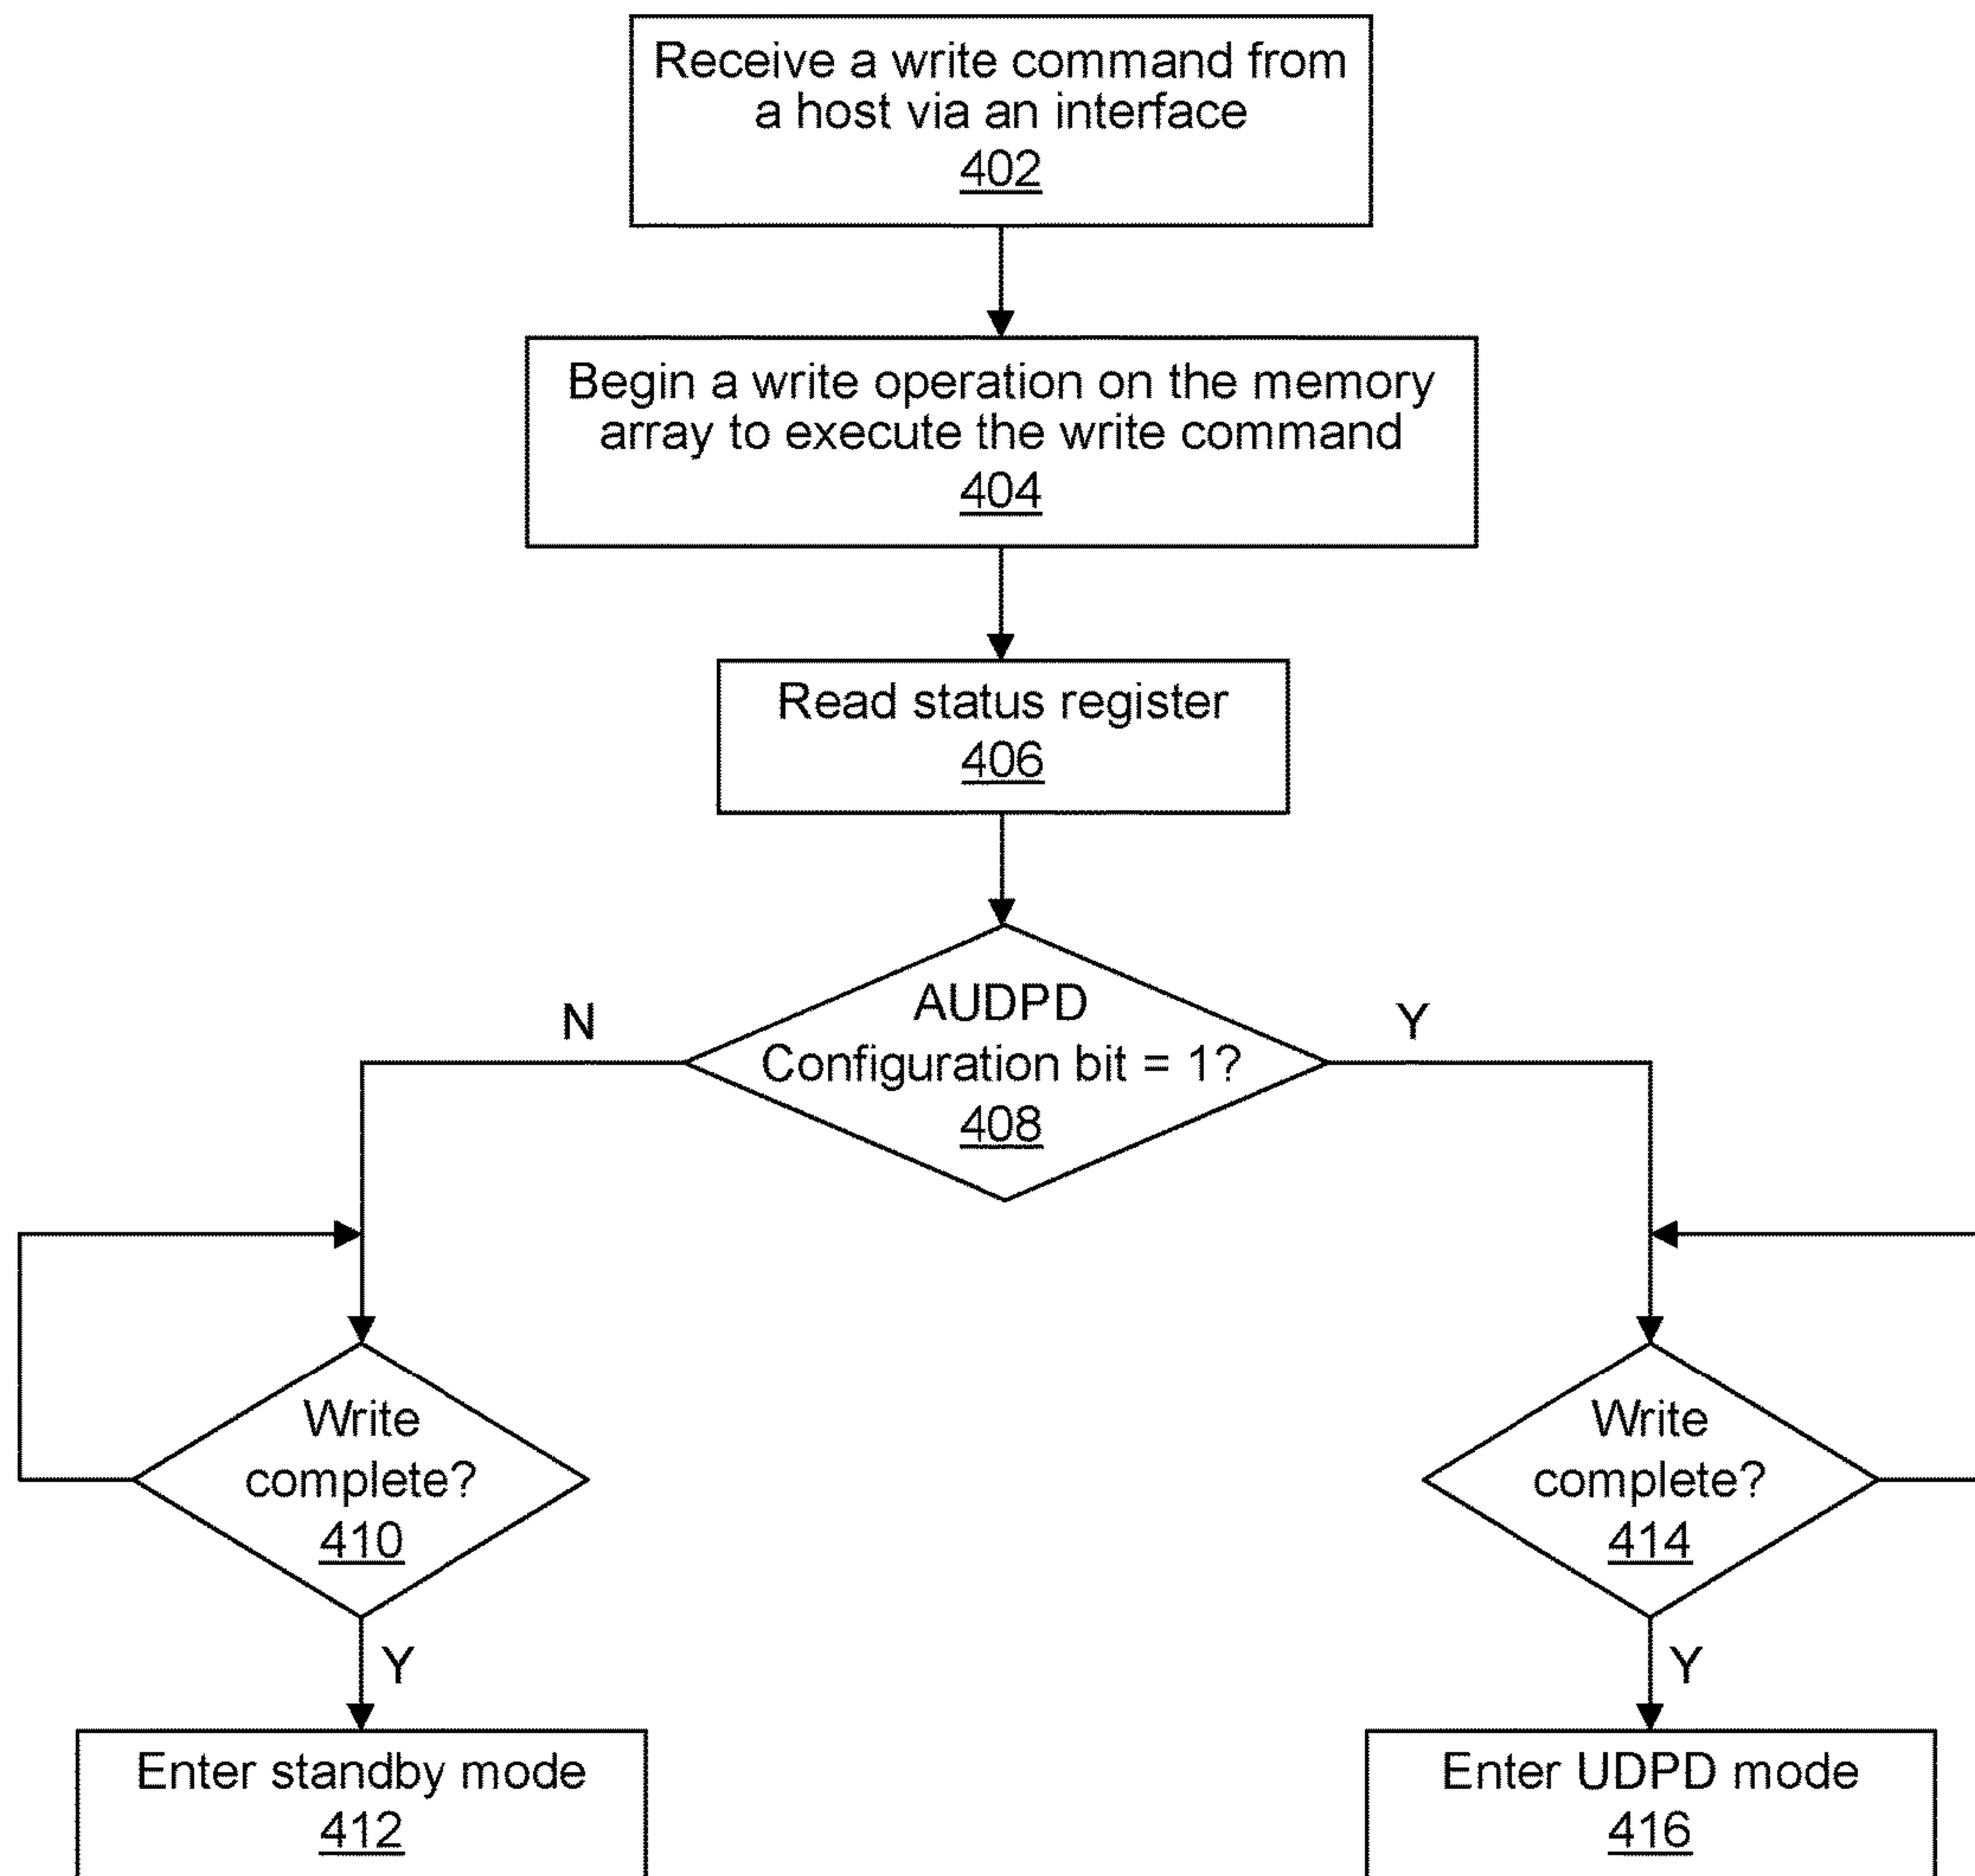 Receive a write command from
a host via an interface
402
Begin a write operation on the memory
array to execute the write command
404
Read status register
406
AUDPD
Configuration bit = 1?
408
N
Y
Write
complete?
410
Write
complete?
414
Y
Y
Enter standby mode
412
Enter UDPD mode
416